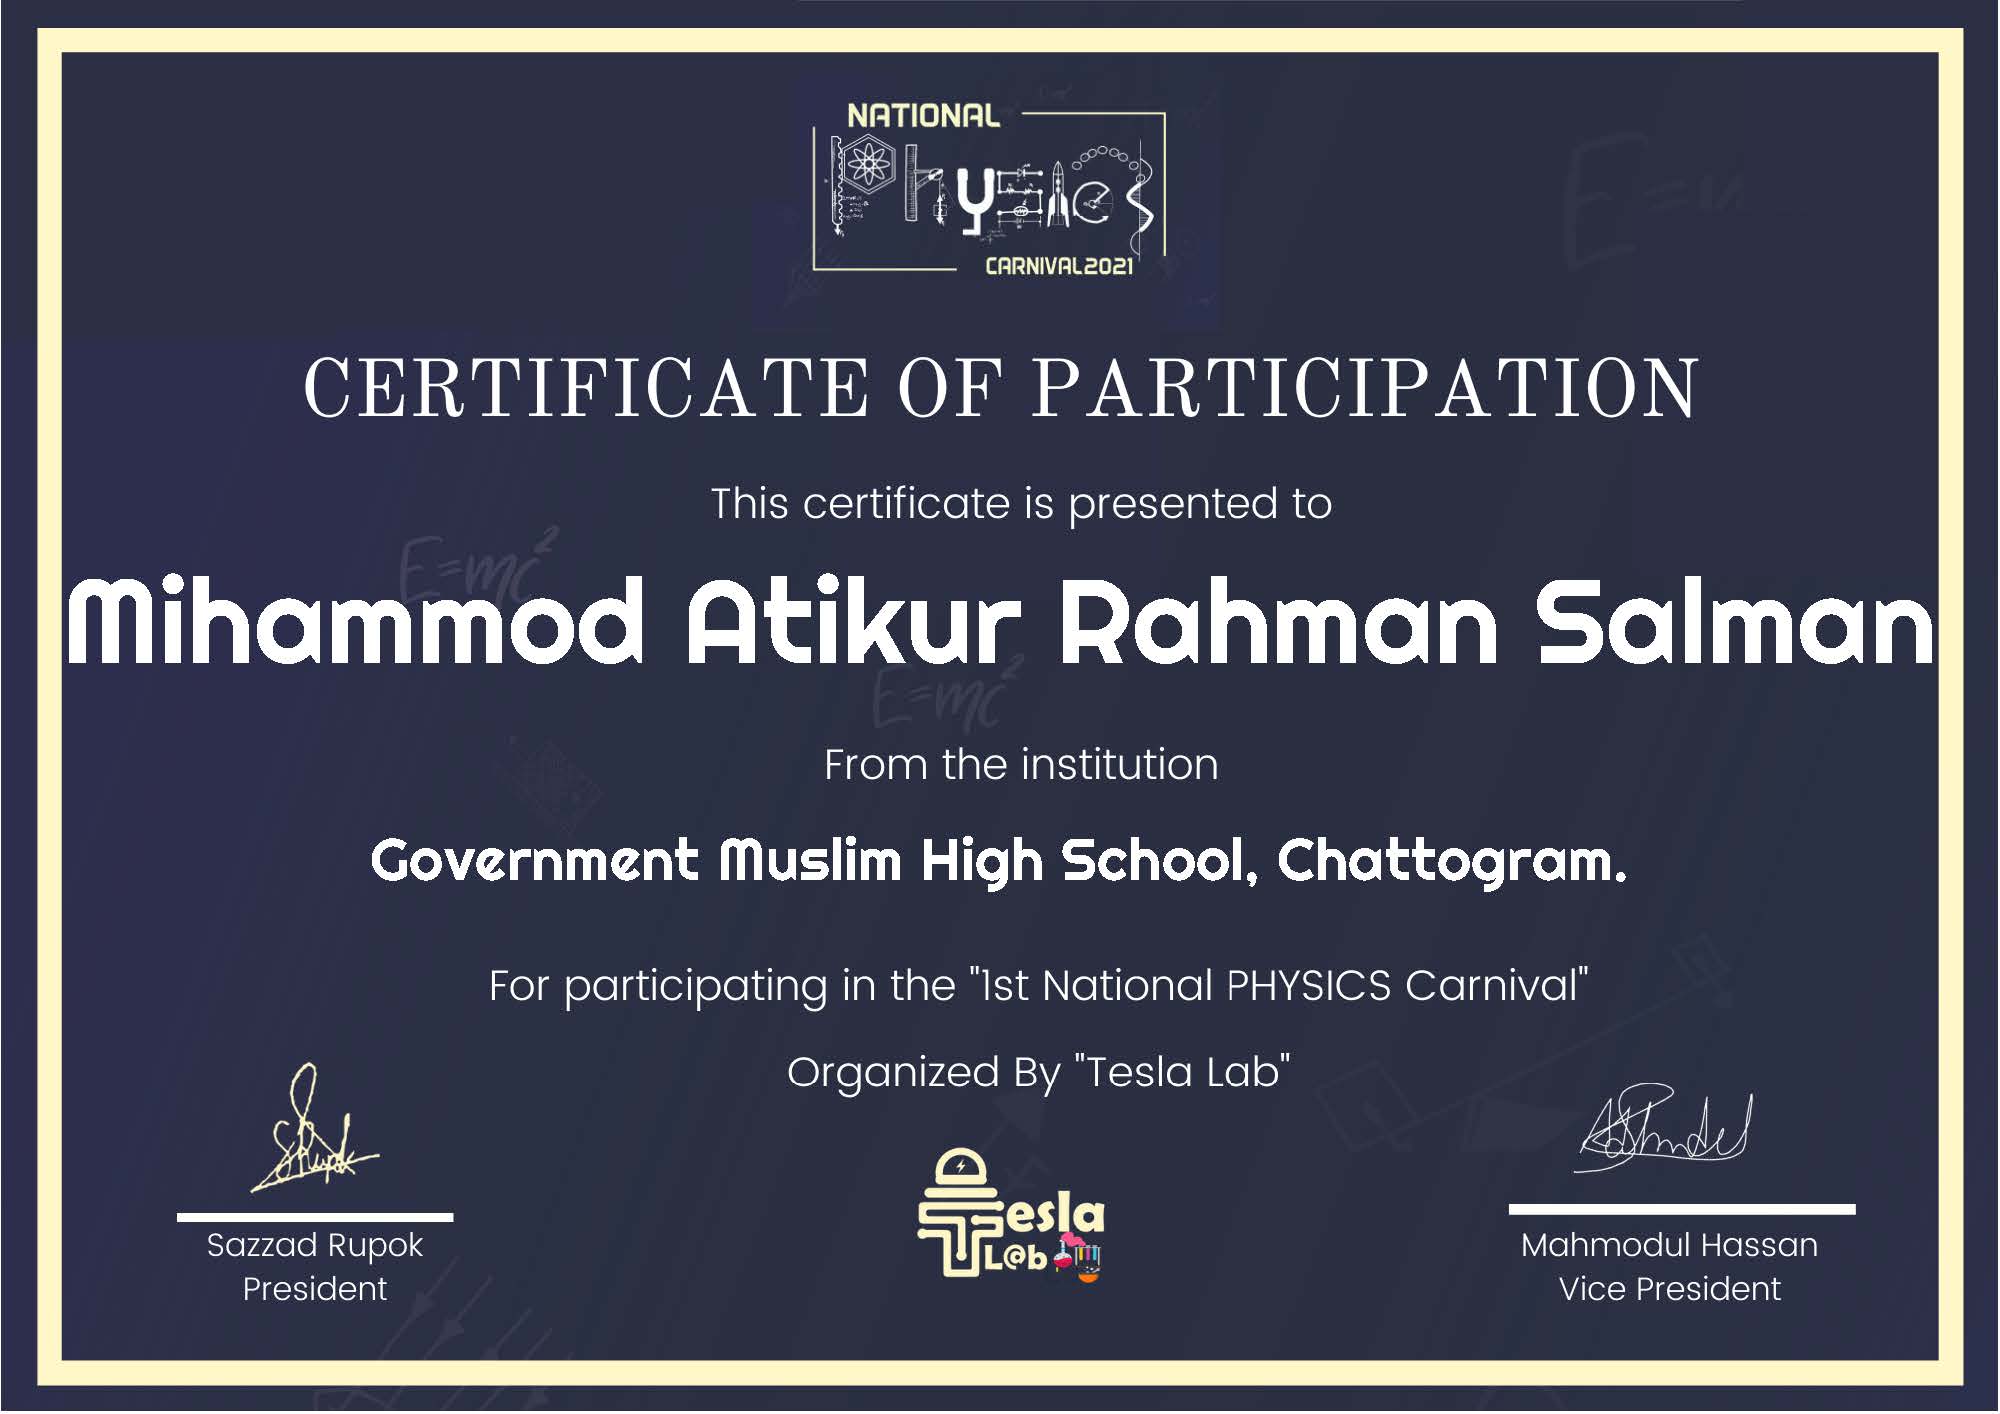 NATIONAL
Physics
CARNIVAL2021
CERTIFICATE OF PARTICIPATION
This certificate is presented to
E=mc²
Mihammod Atikur Rahman Salman
E=mc²
From the institution
Government Muslim High School, Chattogram.
For participating in the "1st National PHYSICS Carnival"
Organized By "Tesla Lab"
Tesla
L@b
Sazzad Rupok
President
Mahmodul Hassan
Vice President